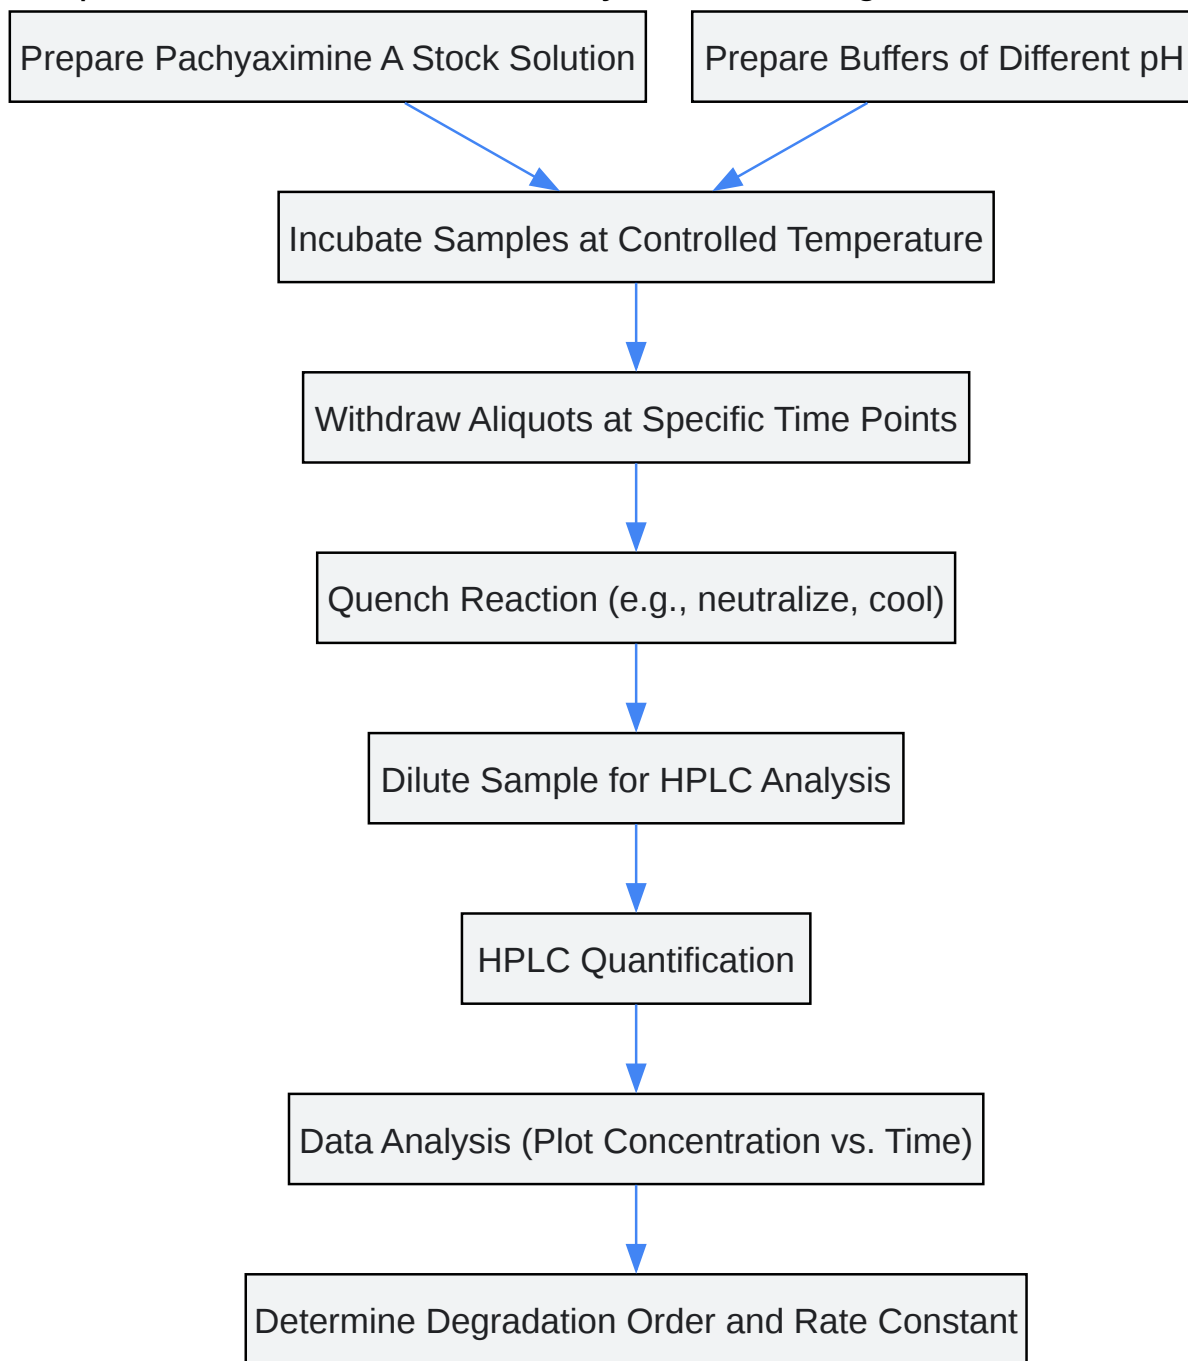 Prepare Pachyaximine A Stock Solution
Prepare Buffers of Different pH
Incubate Samples at Controlled Temperature
Withdraw Aliquots at Specific Time Points
Quench Reaction (e.g., neutralize, cool)
Dilute Sample for HPLC Analysis
HPLC Quantification
Data Analysis (Plot Concentration vs. Time)
Determine Degradation Order and Rate Constant